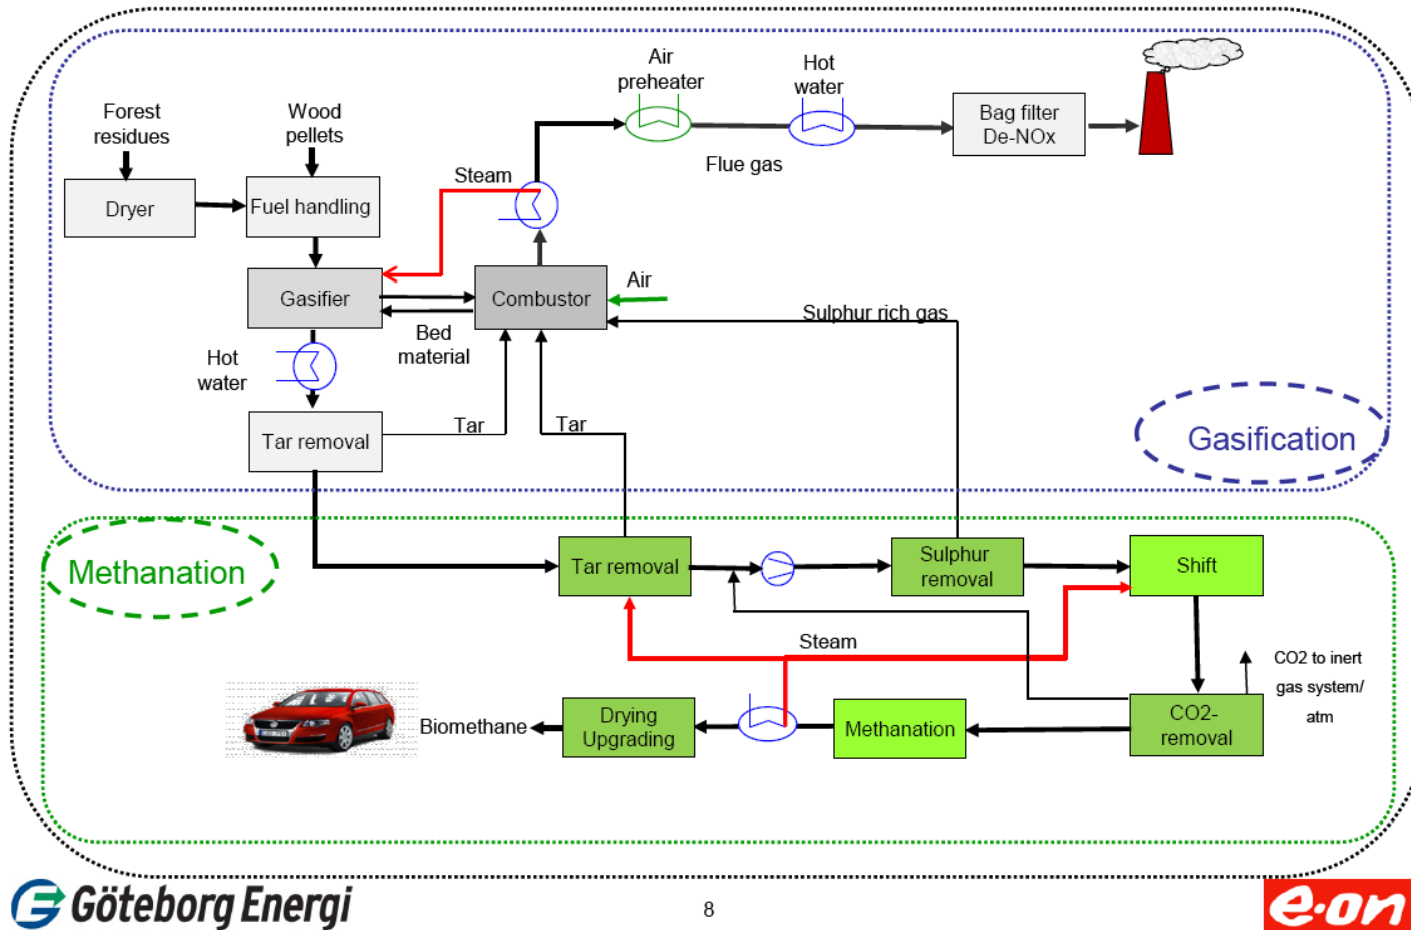 Air
preheater
Hot
water
Forest
residues
Wood
pellets
Bag filter
De-NOx
Flue gas
Steam
Dryer
Fuel handling
Gasifier
Combustor
Air
Sulphur rich gas
Bed
material
Hot
water
Tar removal
Tar
Tar
Gasification
Methanation
Tar removal
Sulphur
removal
Shift
Steam
CO2 to inert
gas system/
atm
Biomethane
Drying
Upgrading
Methanation
CO2-
removal
Göteborg Energi
8
e·on